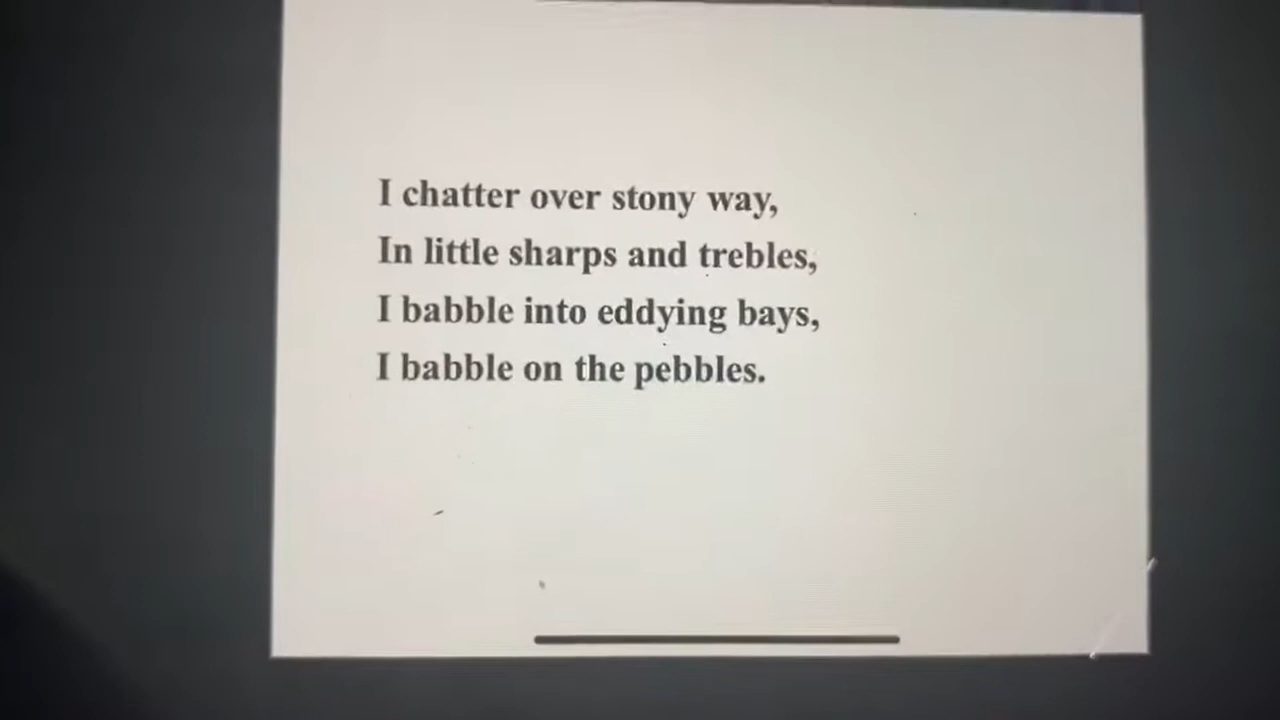 I chatter over stony way,
In little sharps and trebles,
I babble into eddying bays,
I babble on the pebbles.